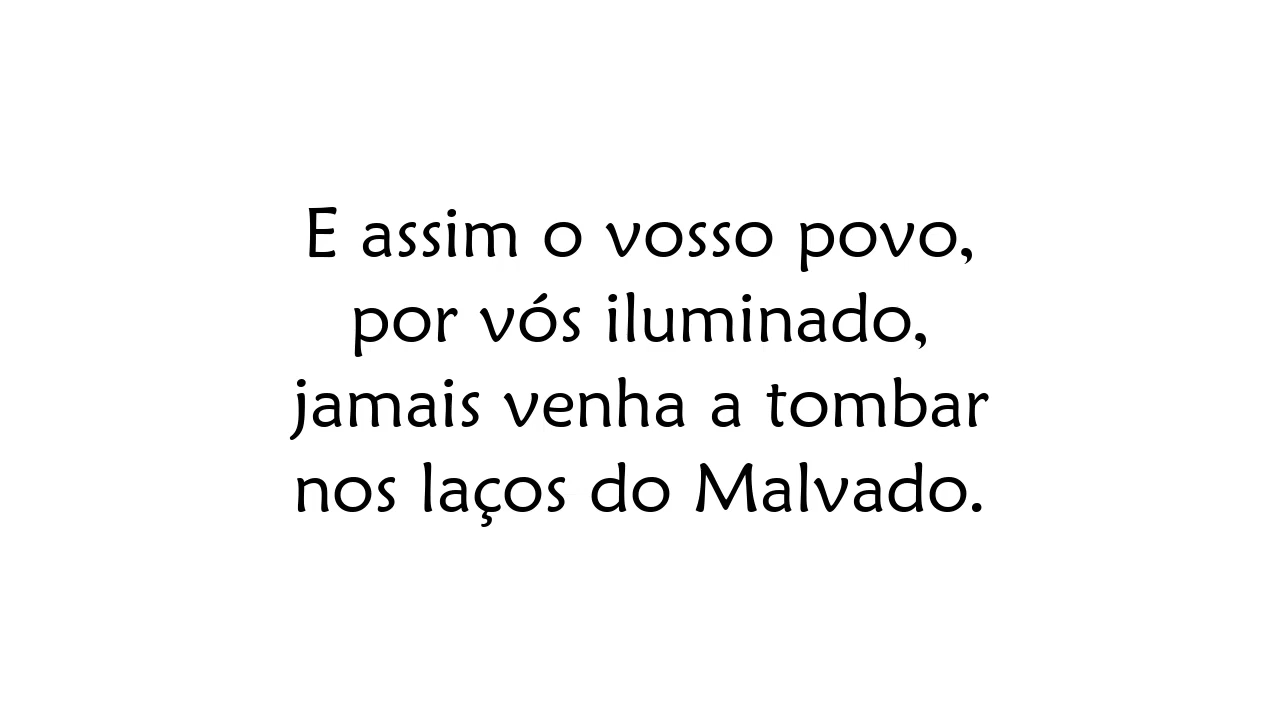 E assim o vosso povo,
por vós iluminado,
jamais venha a tombar
nos laços do Malvado.